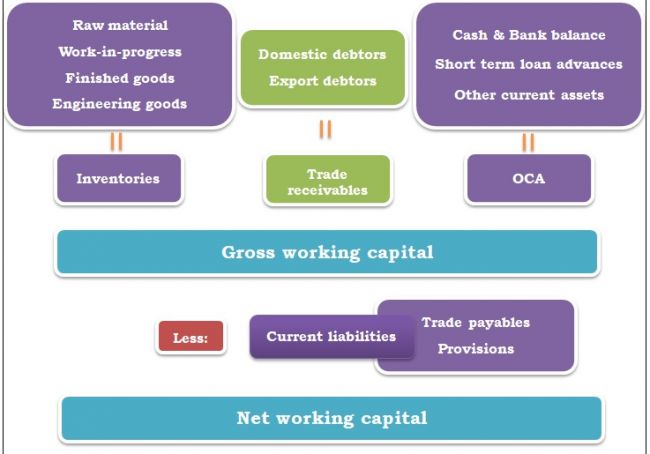 Raw material
Work-in-progress
Finished goods
Engineering goods
Domestic debtors
Export debtors
Cash & Bank balance
Short term loan advances
Other current assets
Inventories
Trade
receivables
OCA
Gross working capital
Less:
Current liabilities
Trade payables
Provisions
Net working capital